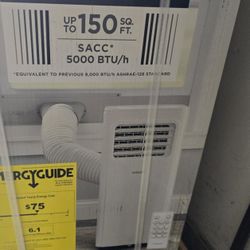 UP TO 150 SQ. FT.
SACC*
5000 BTU/h
*EQUIVALENT TO PREVIOUS 8,000 BTU/h ASHRAE-128 STANDARD
ERGYGUIDE
$75
6.1